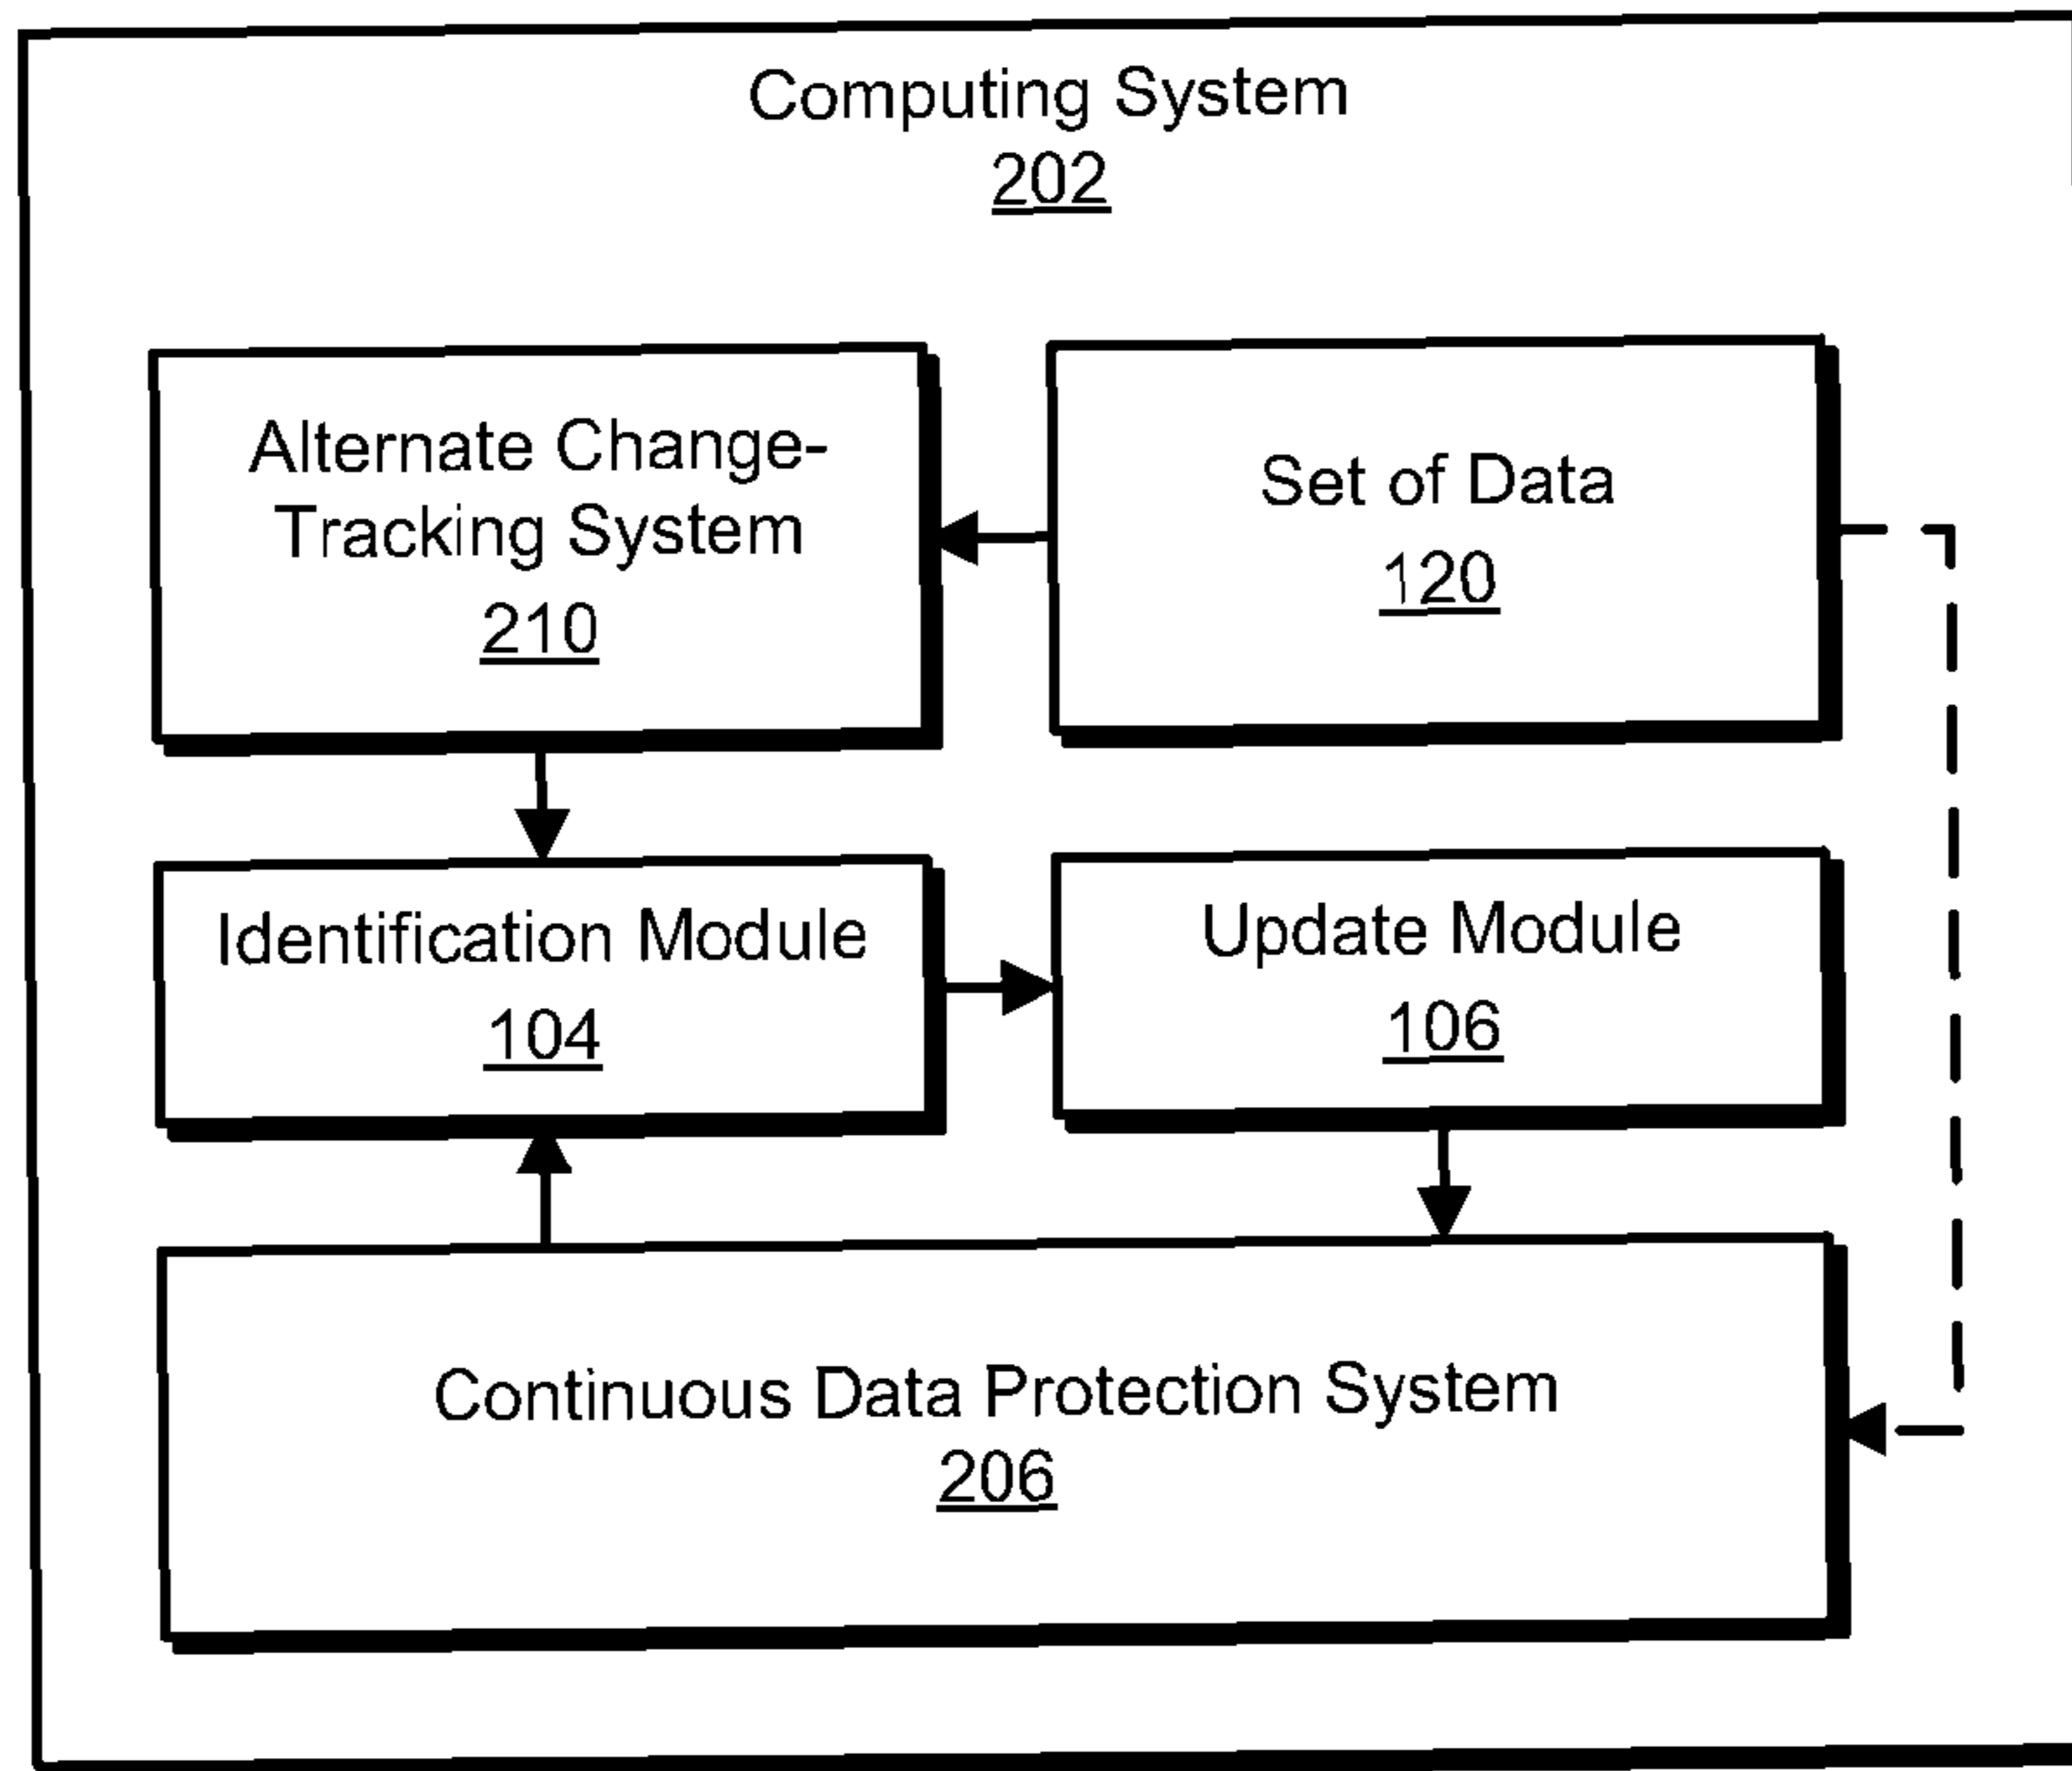 Computing System
202
Alternate Change-
Tracking System
210
Set of Data
120
Identification Module
104
Update Module
106
Continuous Data Protection System
206